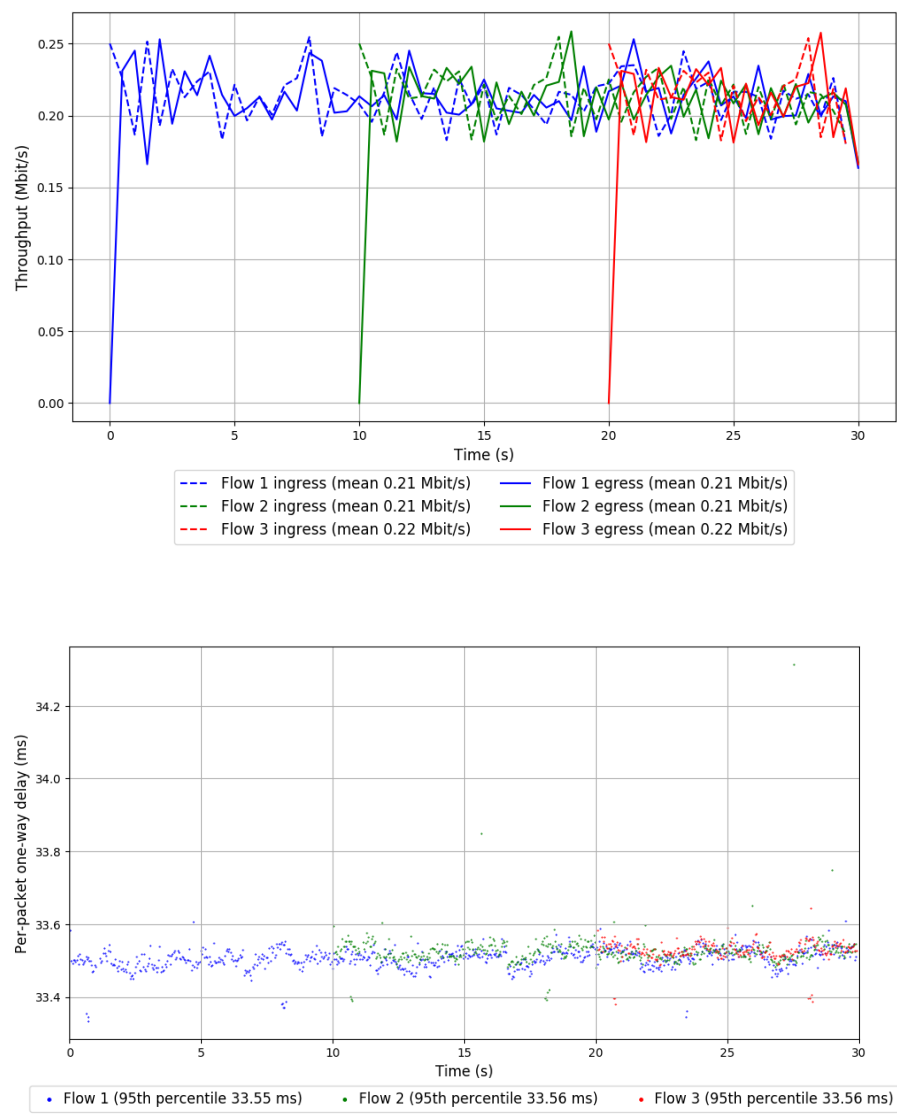 0.25
0.20
0.15
0.10
0.05
0.00
Throughput (Mbit/s)
0 5 10 15 20 25 30
Time (s)
Flow 1 ingress (mean 0.21 Mbit/s) Flow 1 egress (mean 0.21 Mbit/s)
Flow 2 ingress (mean 0.21 Mbit/s) Flow 2 egress (mean 0.21 Mbit/s)
Flow 3 ingress (mean 0.22 Mbit/s) Flow 3 egress (mean 0.22 Mbit/s)
34.2
34.0
33.8
33.6
33.4
Per-packet one-way delay (ms)
0 5 10 15 20 25 30
Time (s)
Flow 1 (95th percentile 33.55 ms) Flow 2 (95th percentile 33.56 ms) Flow 3 (95th percentile 33.56 ms)